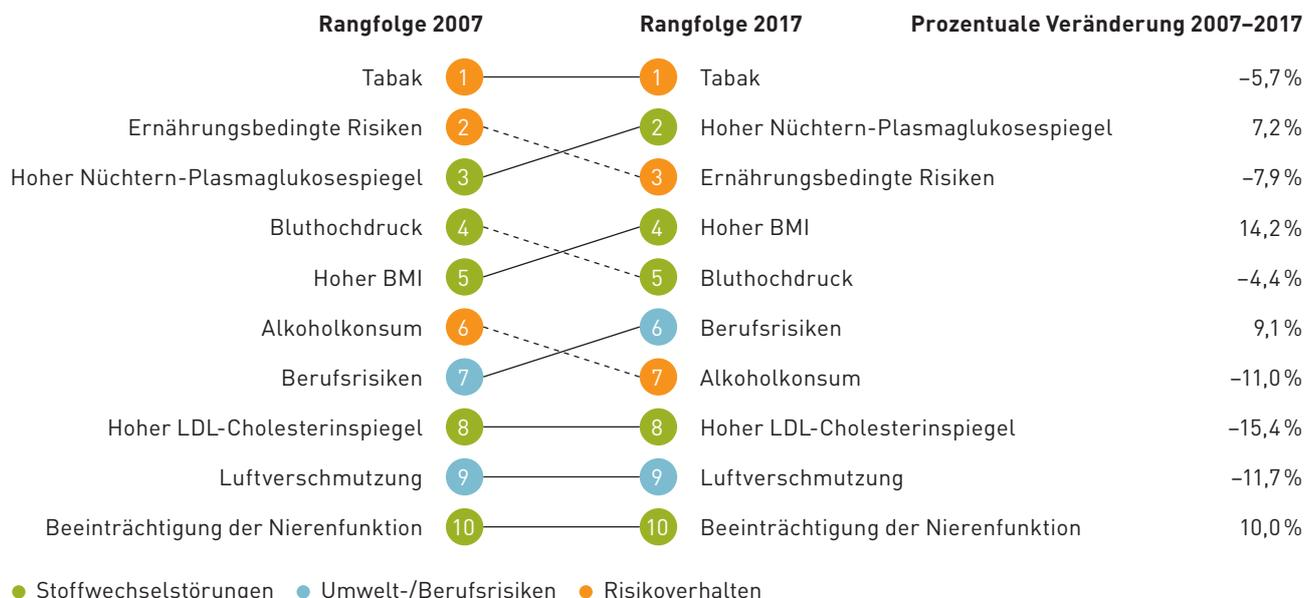 Rangfolge 2007 Rangfolge 2017 Prozentuale Veränderung 2007–2017
Tabak 1 1 Tabak –5,7 %
Ernährungsbedingte Risiken 2 2 Hoher Nüchtern-Plasmaglukosespiegel 7,2 %
Hoher Nüchtern-Plasmaglukosespiegel 3 3 Ernährungsbedingte Risiken –7,9 %
Bluthochdruck 4 4 Hoher BMI 14,2 %
Hoher BMI 5 5 Bluthochdruck –4,4 %
Alkoholkonsum 6 6 Berufsrisiken 9,1 %
Berufsrisiken 7 7 Alkoholkonsum –11,0 %
Hoher LDL-Cholesterinspiegel 8 8 Hoher LDL-Cholesterinspiegel –15,4 %
Luftverschmutzung 9 9 Luftverschmutzung –11,7 %
Beeinträchtigung der Nierenfunktion 10 10 Beeinträchtigung der Nierenfunktion 10,0 %
Stoffwechselstörungen Umwelt-/Berufsrisiken Risikoverhalten